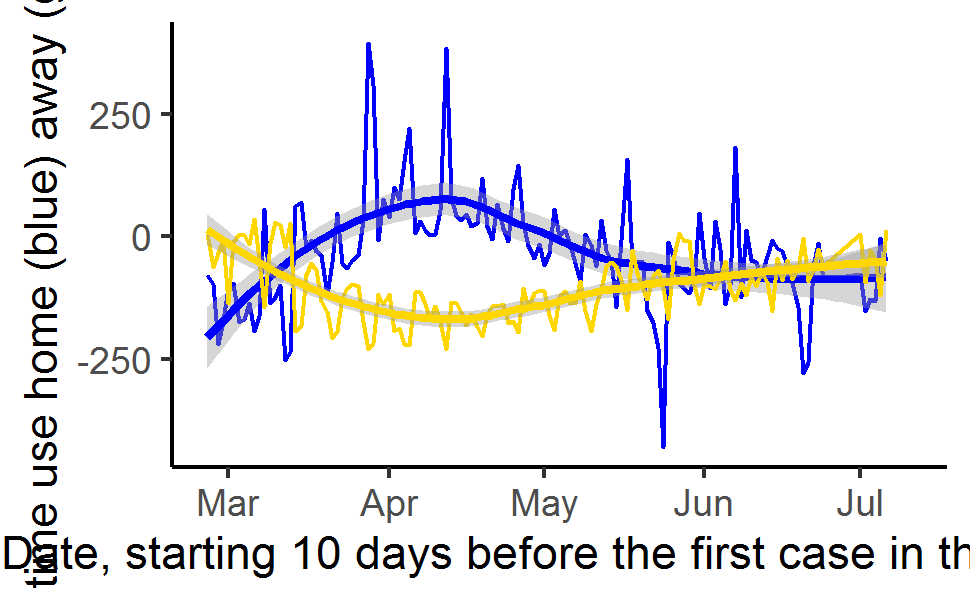 time use home (blue) away (
250
0
-250
Mar Apr May Jun Jul
Date, starting 10 days before the first case in th